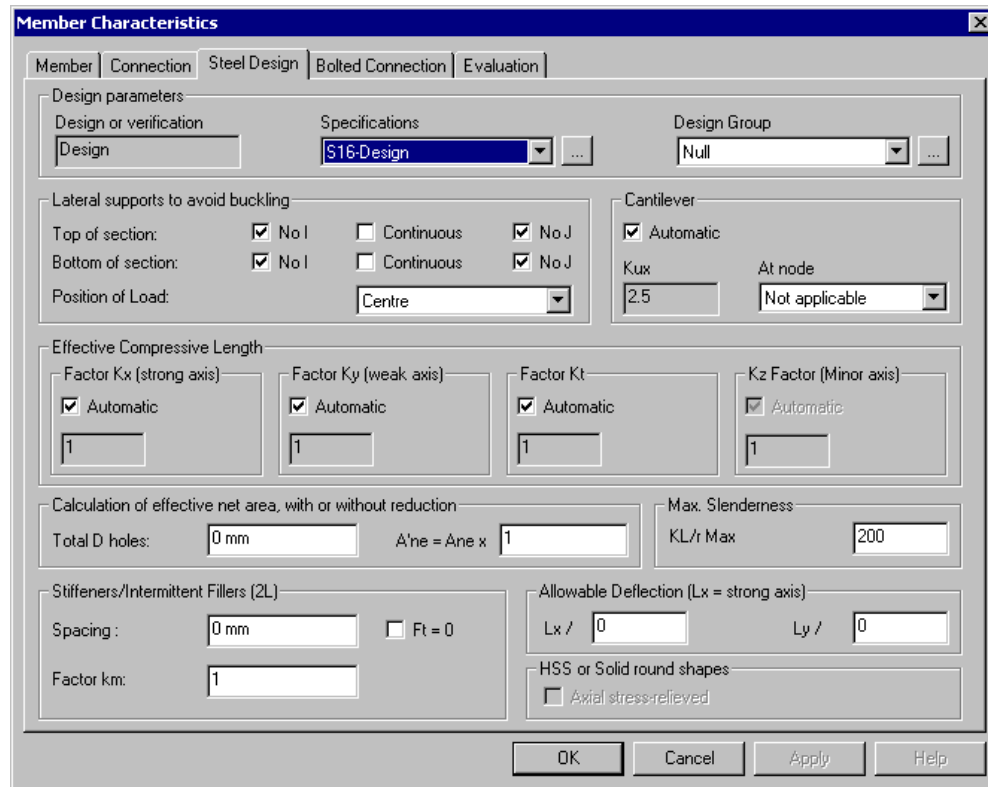 Member Characteristics
Member Connection Steel Design Bolted Connection Evaluation
Design parameters
Design or verification Specifications Design Group
Design S16-Design ... Null ...
Lateral supports to avoid buckling Cantilever
Top of section: No I Continuous No J Automatic
Bottom of section: No I Continuous No J Kux At node
Position of Load: Centre 2.5 Not applicable
Effective Compressive Length
Factor Kx (strong axis) Factor Ky (weak axis) Factor Kt Kz Factor (Minor axis)
Automatic Automatic Automatic Automatic
1 1 1 1
Calculation of effective net area, with or without reduction Max. Slenderness
Total D holes: 0 mm A'ne = Ane x 1 KL/r Max 200
Stiffeners/Intermittent Fillers (2L) Allowable Deflection (Lx = strong axis)
Spacing : 0 mm Ft = 0 Lx / 0 Ly / 0
Factor km: 1 HSS or Solid round shapes
Axial stress-relieved
OK Cancel Apply Help